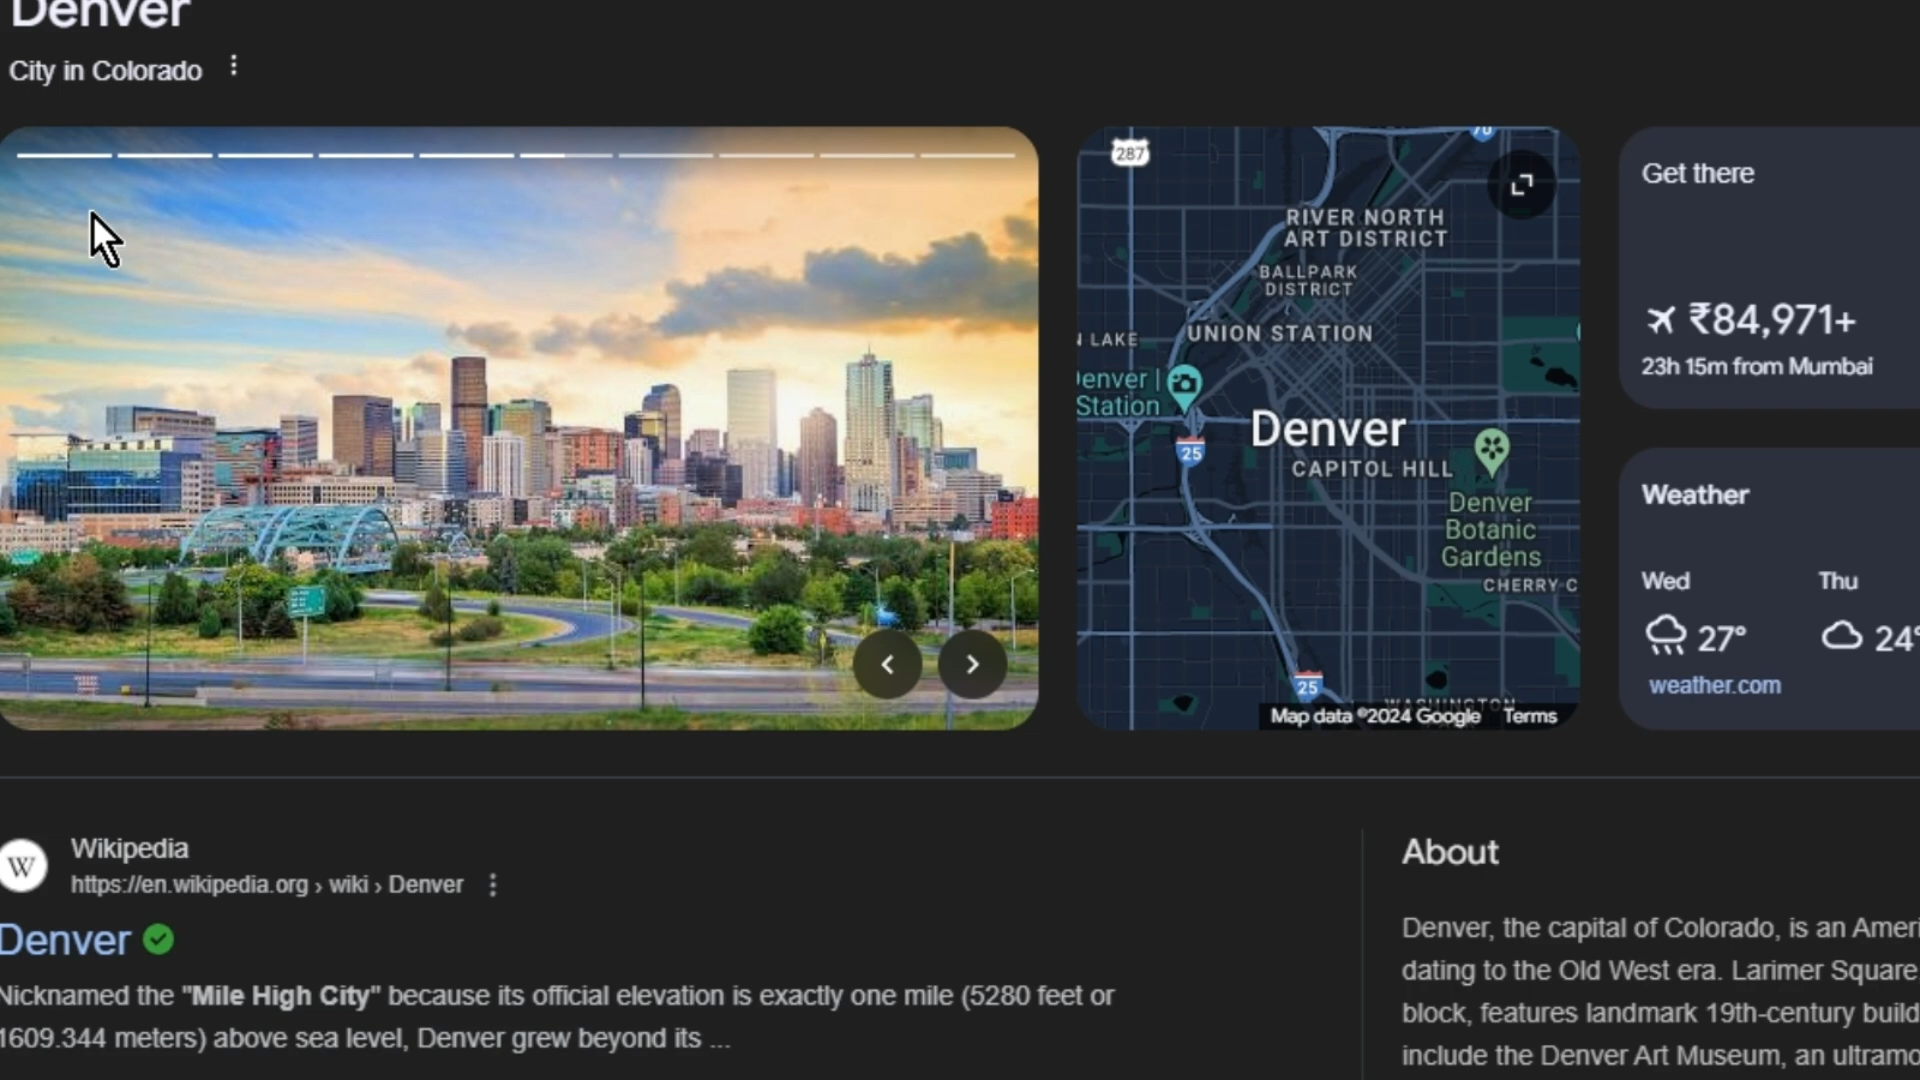 Denver
City in Colorado
287
70
RIVER NORTH
ART DISTRICT
BALLPARK
DISTRICT
N LAKE
UNION STATION
Denver |
Station
25
Denver
CAPITOL HILL
Denver
Botanic
Gardens
CHERRY C
25
WASHINGTON
Map data ©2024 Google Terms
Get there
₹84,971+
23h 15m from Mumbai
Weather
Wed Thu
27° 24°
weather.com
W
Wikipedia
https://en.wikipedia.org › wiki › Denver
Denver
Nicknamed the "Mile High City" because its official elevation is exactly one mile (5280 feet or
1609.344 meters) above sea level, Denver grew beyond its ...
About
Denver, the capital of Colorado, is an Ameri
dating to the Old West era. Larimer Square
block, features landmark 19th-century build
include the Denver Art Museum, an ultramo